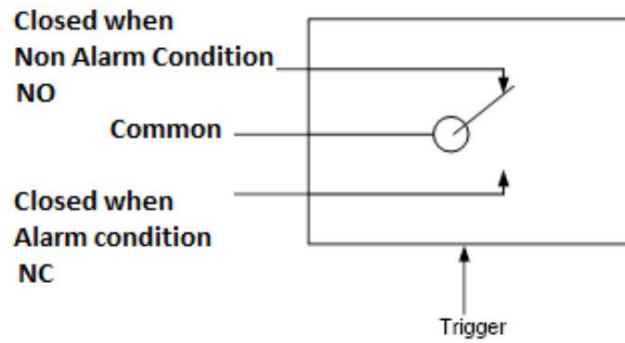 Closed when
Non Alarm Condition
NO
Common
Closed when
Alarm condition
NC
Trigger